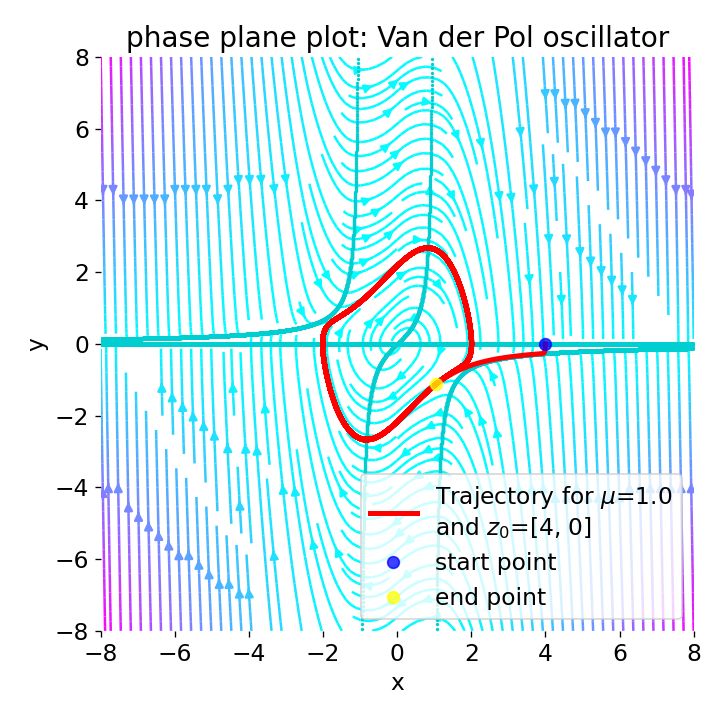 phase plane plot: Van der Pol oscillator
8
6
4
2
0
−2
−4
−6
−8
y
−8 −6 −4 −2 0 2 4 6 8
x
Trajectory for μ=1.0
and z₀=[4, 0]
start point
end point